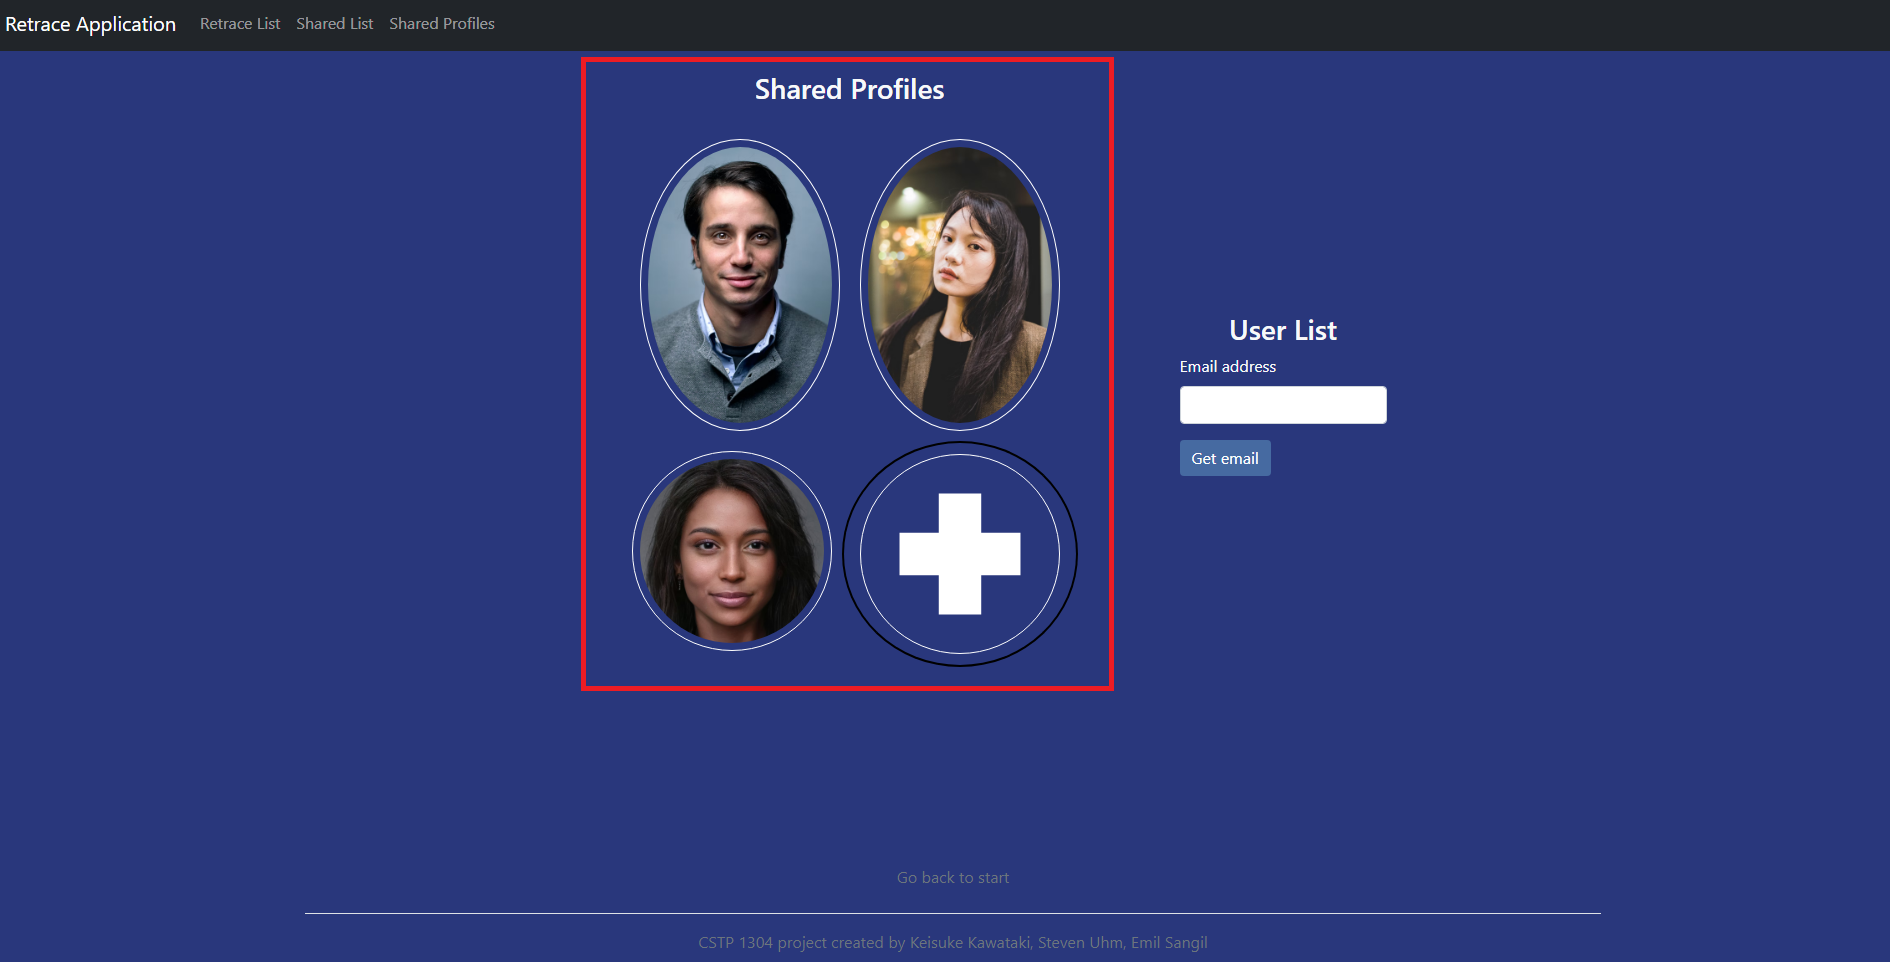 Retrace Application Retrace List Shared List Shared Profiles
Shared Profiles
User List
Email address
Get email
Go back to start
CSTP 1304 project created by Keisuke Kawataki, Steven Uhm, Emil Sangil